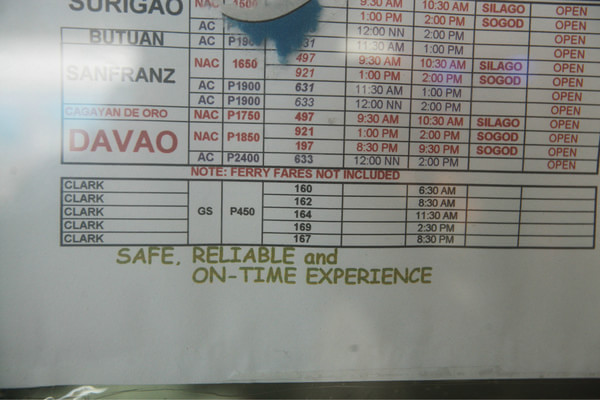 SURIGAO NAC 1500 9:30 AM 10:30 AM SILAGO OPEN
1:00 PM 2:00 PM SOGOD OPEN
AC 12:00 NN 2:00 PM OPEN
BUTUAN AC 11:30 AM 1:00 PM OPEN
SANFRANZ NAC 1650 497 9:30 AM 10:30 AM SILAGO OPEN
921 1:00 PM 2:00 PM SOGOD OPEN
AC P1900 631 11:30 AM 1:00 PM OPEN
AC P1900 633 12:00 NN 2:00 PM OPEN
CAGAYAN DE ORO NAC P1750 497 9:30 AM 10:30 AM SILAGO OPEN
DAVAO NAC P1850 921 1:00 PM 2:00 PM SOGOD OPEN
197 8:30 PM 9:30 PM SOGOD OPEN
AC P2400 633 12:00 NN 2:00 PM OPEN
NOTE: FERRY FARES NOT INCLUDED
CLARK GS P450 160 6:30 AM
CLARK 162 8:30 AM
CLARK 164 11:30 AM
CLARK 169 2:30 PM
CLARK 167 8:30 PM
SAFE, RELIABLE and
ON-TIME EXPERIENCE